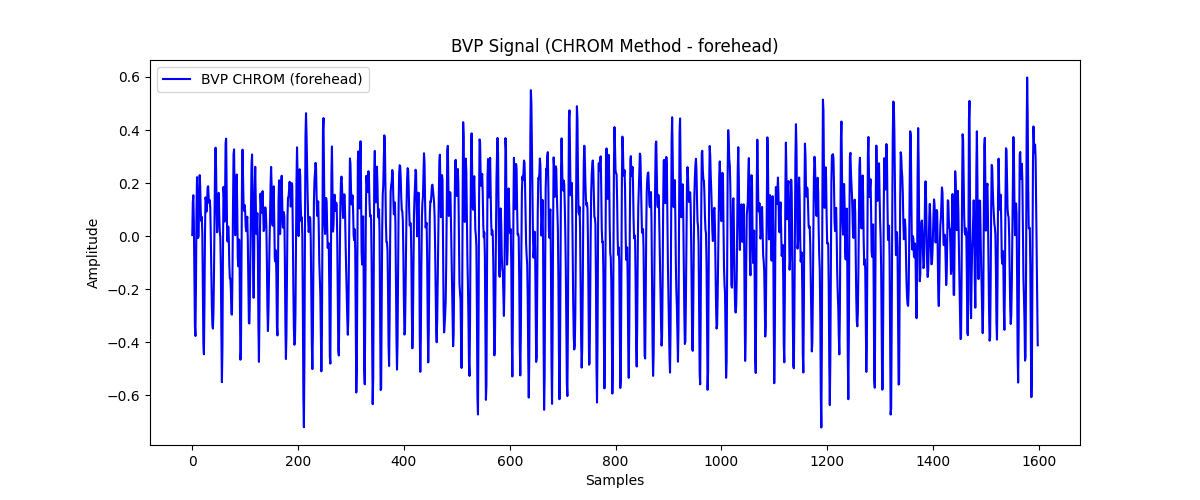 BVP Signal (CHROM Method - forehead)
BVP CHROM (forehead)
0.6
0.4
0.2
0.0
−0.2
−0.4
−0.6
Amplitude
0 200 400 600 800 1000 1200 1400 1600
Samples